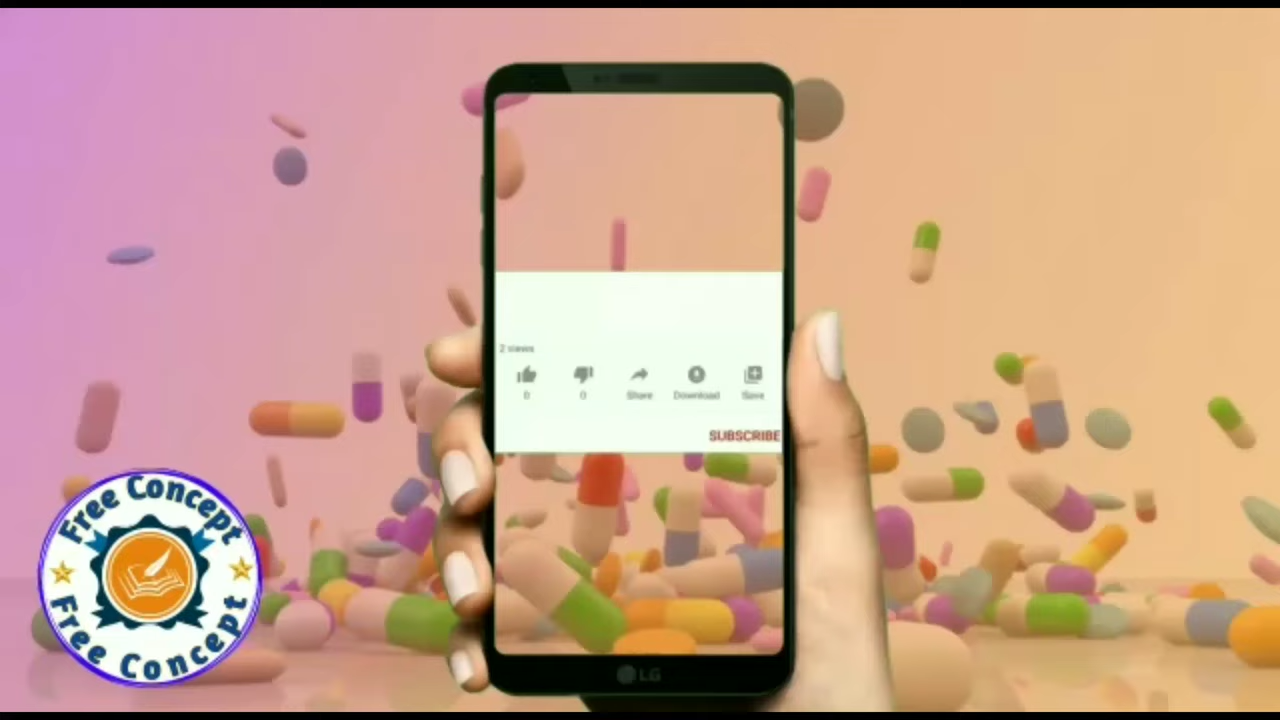 2 views
0
0
Share
Download
Save
SUBSCRIBE
Free Concept
Free Concept
LG